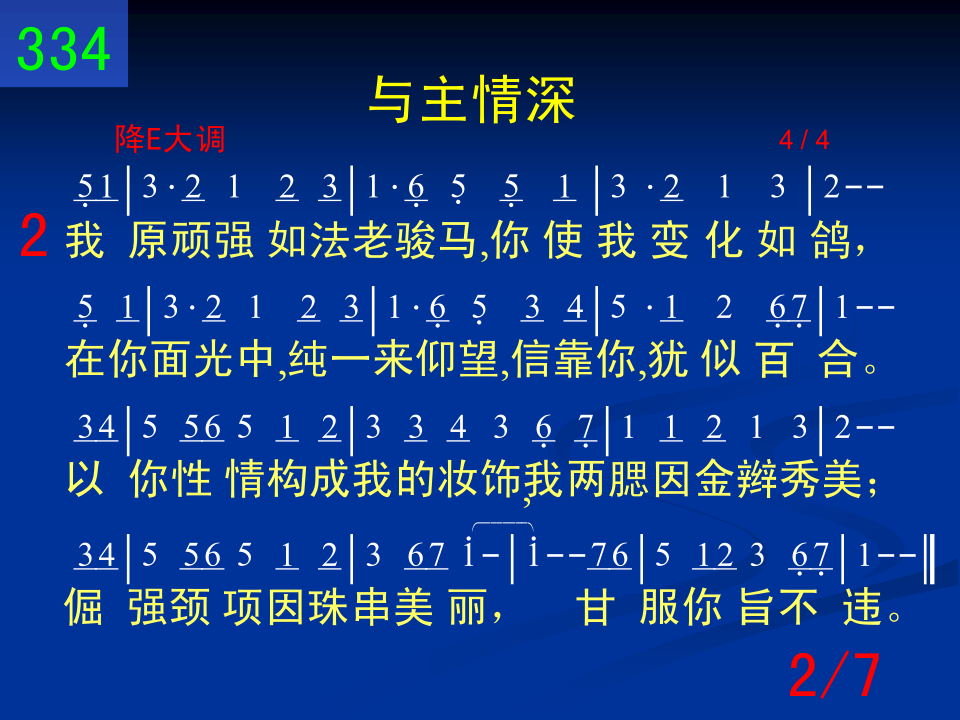 334
与主情深
降E大调 4/4
5̣1|3·2 1 2 3|1·6̣ 5̣ 5̣ 1|3·2 1 3|2--
2 我 原顽强 如法老骏马,你 使 我 变 化 如 鸽，
5̣ 1|3·2 1 2 3|1·6̣ 5̣ 3 4|5·1 2 6̣7̣|1--
在你面光中,纯一来仰望,信靠你,犹 似 百 合。
34|5 56 5 1 2|3 3 4 3 6̣ 7̣|1 1 2 1 3|2--
以 你性 情构成我的妆饰,我两腮因金辫秀美；
34|5 56 5 1 2|3 67 i-|i--76|5 12 3 6̣7̣|1--‖
倔 强颈 项因珠串美 丽， 甘 服你 旨不 违。
2/7